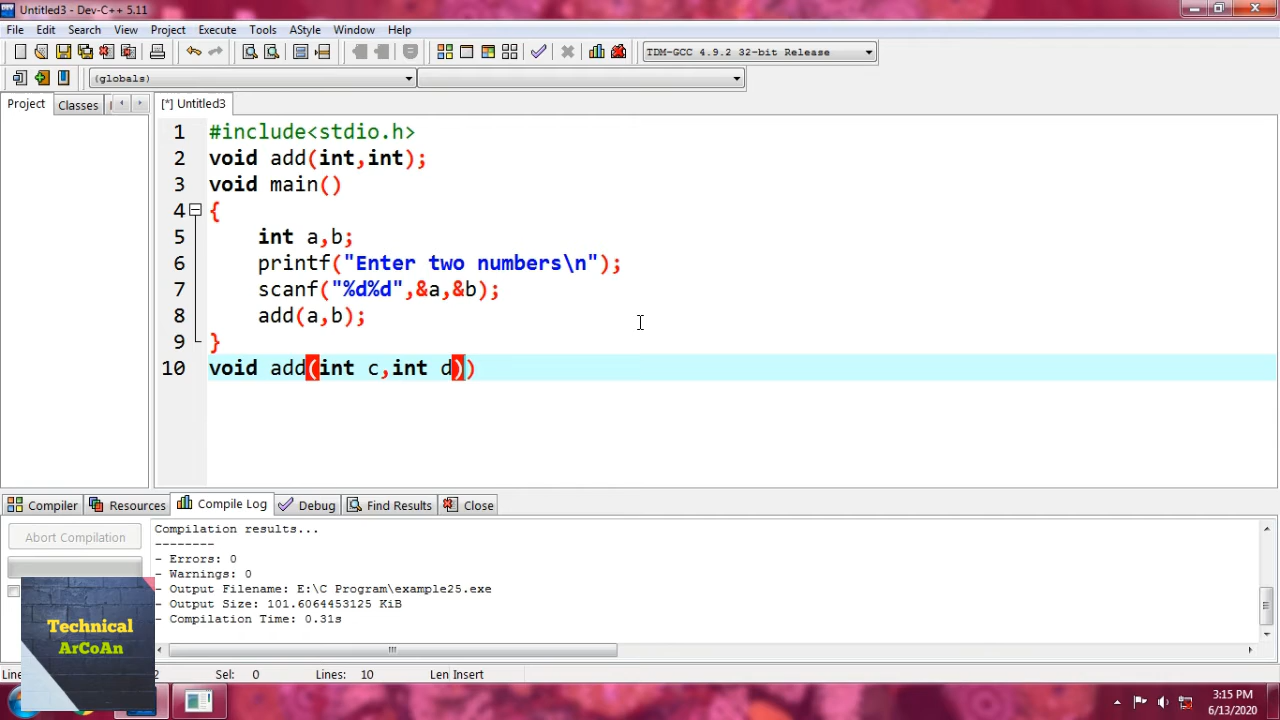 Untitled3 - Dev-C++ 5.11
File Edit Search View Project Execute Tools AStyle Window Help
TDM-GCC 4.9.2 32-bit Release
(globals)
Project Classes
[*] Untitled3
1 #include<stdio.h>
2 void add(int,int);
3 void main()
4 {
5 int a,b;
6 printf("Enter two numbers\n");
7 scanf("%d%d",&a,&b);
8 add(a,b);
9 }
10 void add(int c,int d))
Compiler Resources Compile Log Debug Find Results Close
Abort Compilation
Compilation results...
--------
- Errors: 0
- Warnings: 0
- Output Filename: E:\C Program\example25.exe
- Output Size: 101.6064453125 KiB
- Compilation Time: 0.31s
Technical
ArCoAn
Sel: 0 Lines: 10 Len Insert
3:15 PM
6/13/2020